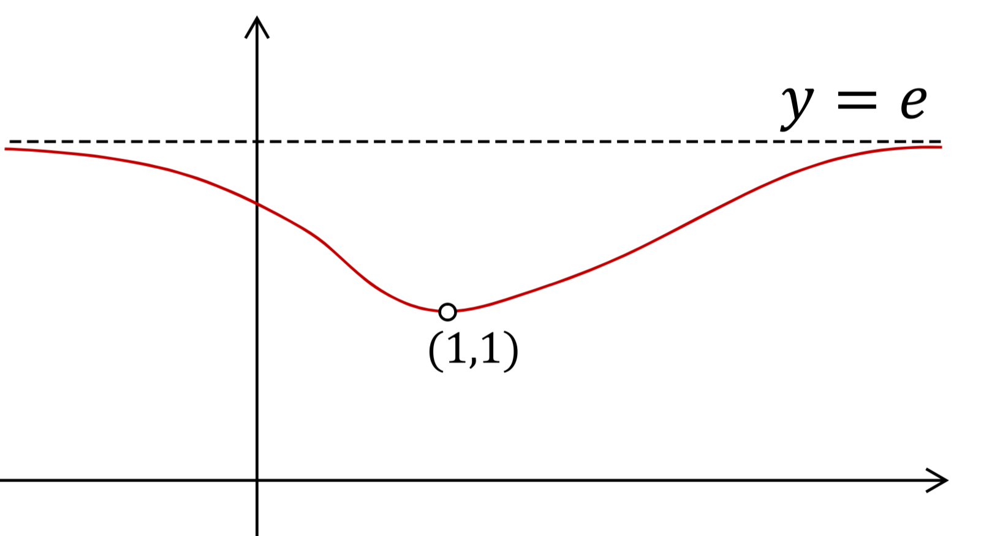 y = e
(1,1)